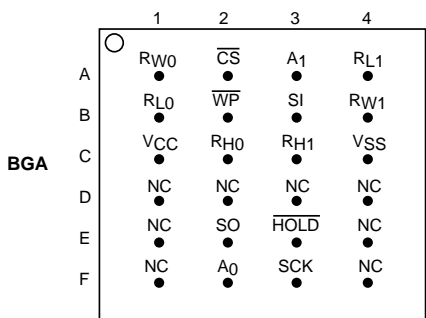 1 2 3 4
A RW0 CS A1 RL1
B RL0 WP SI RW1
BGA C VCC RH0 RH1 VSS
D NC NC NC NC
E NC SO HOLD NC
F NC A0 SCK NC